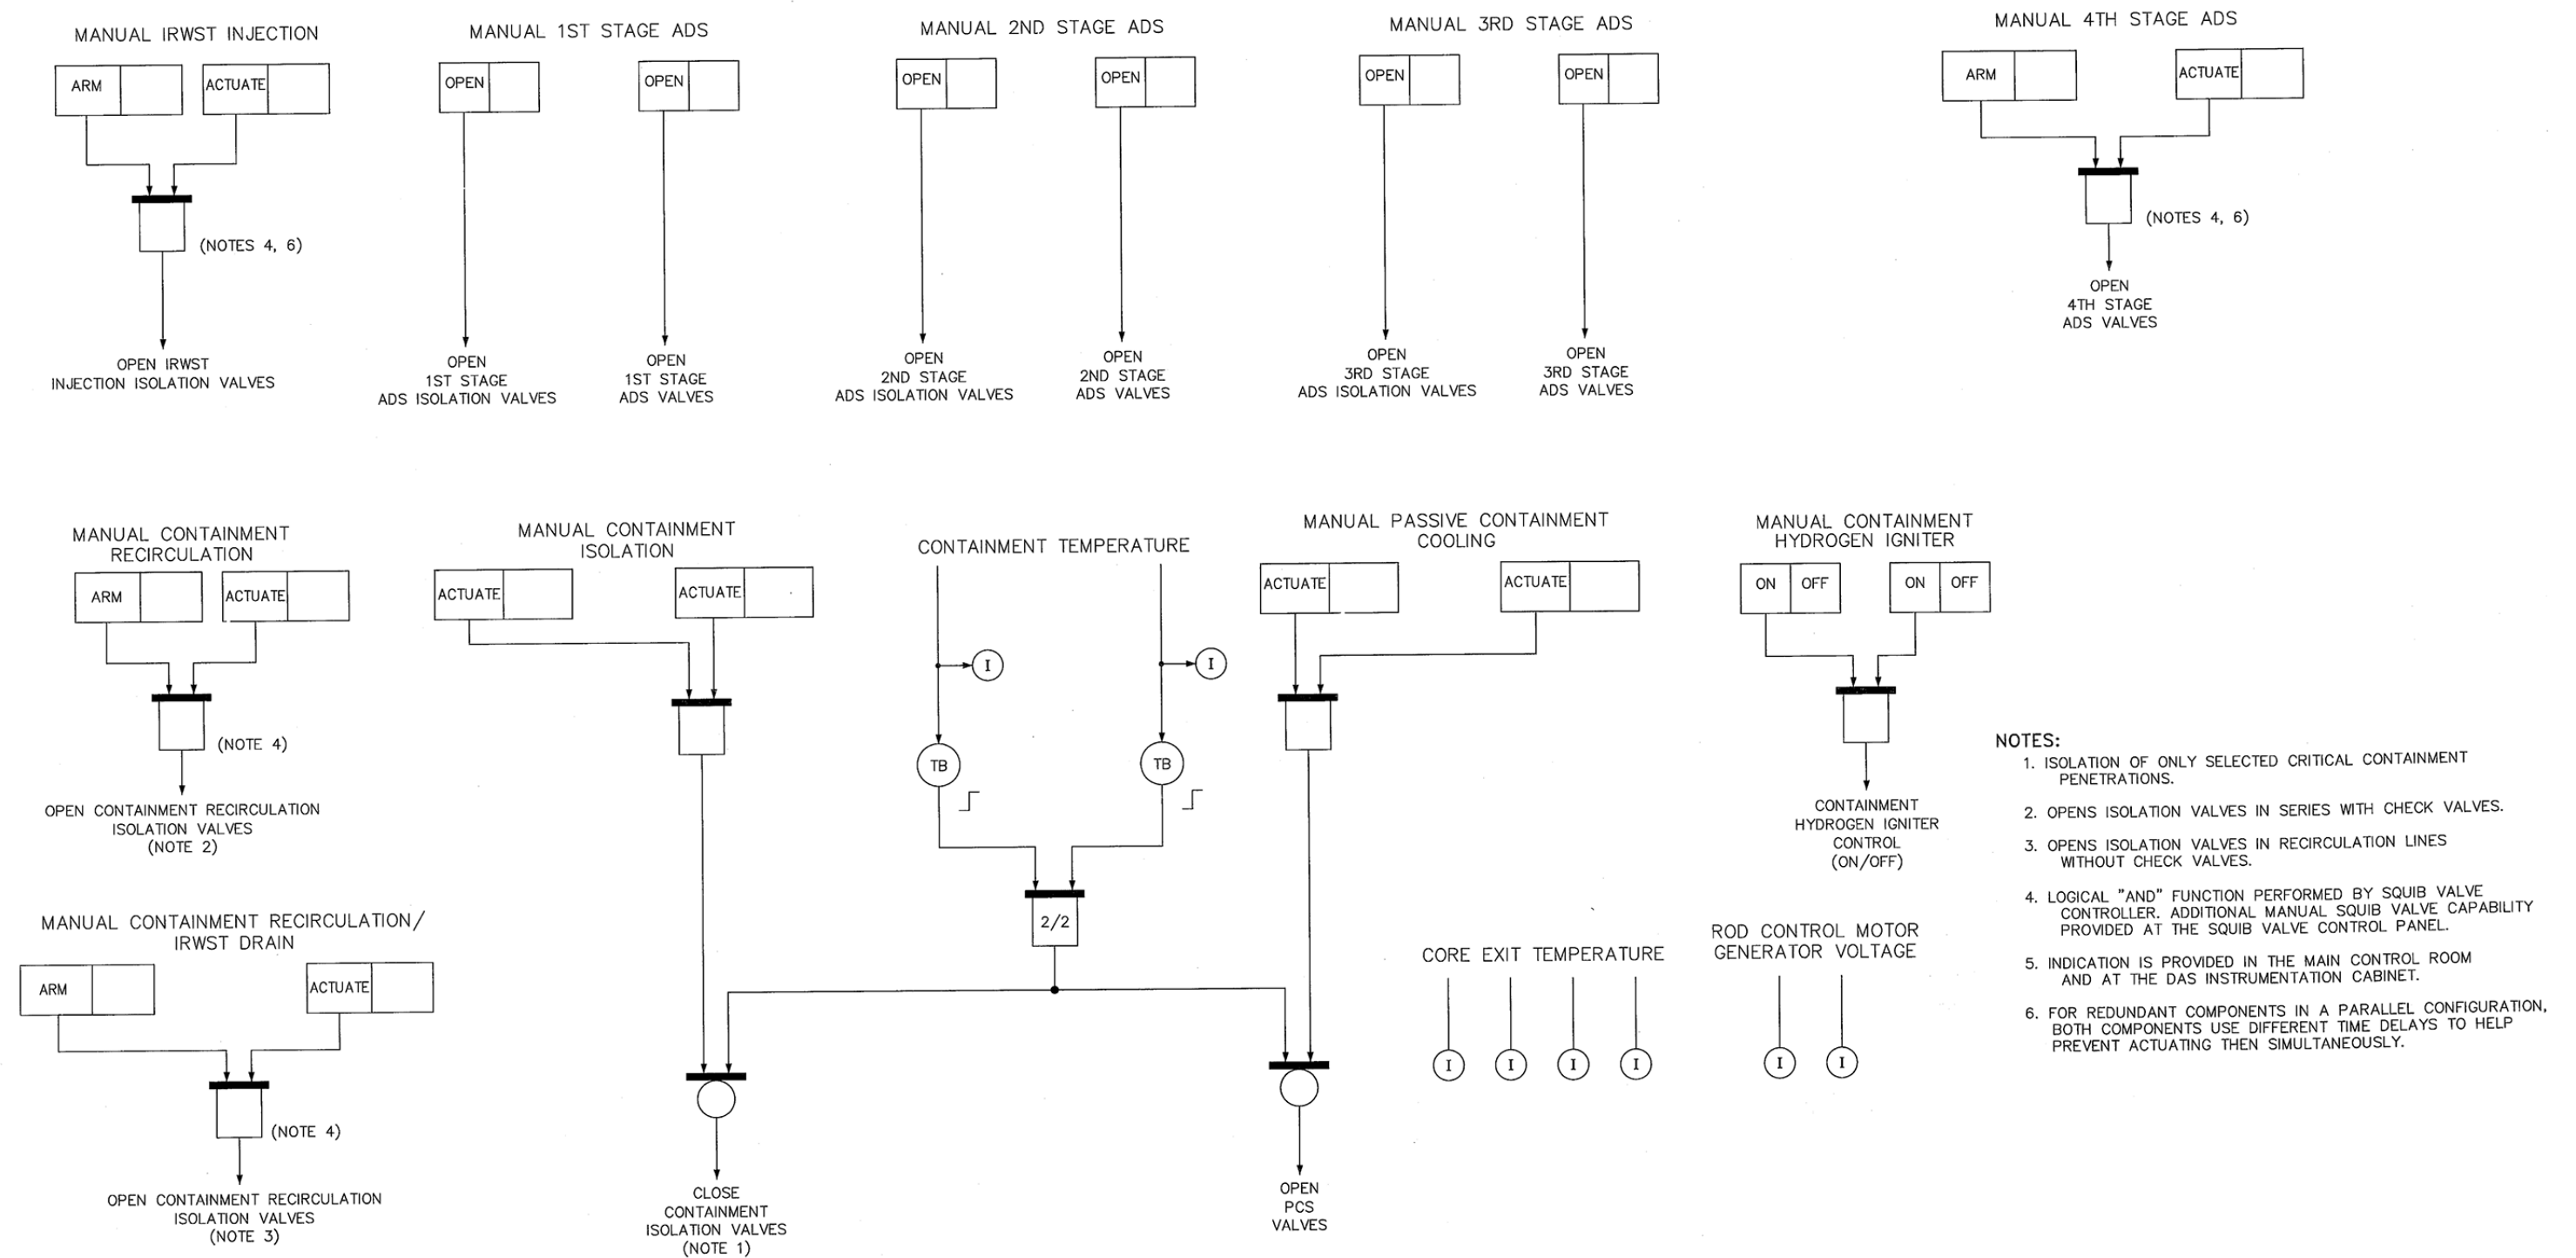 MANUAL IRWST INJECTION
ARM
ACTUATE
(NOTES 4, 6)
OPEN IRWST
INJECTION ISOLATION VALVES
MANUAL 1ST STAGE ADS
OPEN
OPEN
OPEN
1ST STAGE
ADS ISOLATION VALVES
OPEN
1ST STAGE
ADS VALVES
MANUAL 2ND STAGE ADS
OPEN
OPEN
OPEN
2ND STAGE
ADS ISOLATION VALVES
OPEN
2ND STAGE
ADS VALVES
MANUAL 3RD STAGE ADS
OPEN
OPEN
OPEN
3RD STAGE
ADS ISOLATION VALVES
OPEN
3RD STAGE
ADS VALVES
MANUAL 4TH STAGE ADS
ARM
ACTUATE
(NOTES 4, 6)
OPEN
4TH STAGE
ADS VALVES
MANUAL CONTAINMENT
RECIRCULATION
ARM
ACTUATE
(NOTE 4)
OPEN CONTAINMENT RECIRCULATION
ISOLATION VALVES
(NOTE 2)
MANUAL CONTAINMENT RECIRCULATION/
IRWST DRAIN
ARM
ACTUATE
(NOTE 4)
OPEN CONTAINMENT RECIRCULATION
ISOLATION VALVES
(NOTE 3)
MANUAL CONTAINMENT
ISOLATION
ACTUATE
ACTUATE
CLOSE
CONTAINMENT
ISOLATION VALVES
(NOTE 1)
CONTAINMENT TEMPERATURE
I
I
TB
TB
2/2
MANUAL PASSIVE CONTAINMENT
COOLING
ACTUATE
ACTUATE
OPEN
PCS
VALVES
MANUAL CONTAINMENT
HYDROGEN IGNITER
ON OFF
ON OFF
CONTAINMENT
HYDROGEN IGNITER
CONTROL
(ON/OFF)
CORE EXIT TEMPERATURE
I I I I
ROD CONTROL MOTOR
GENERATOR VOLTAGE
I I
NOTES:
1. ISOLATION OF ONLY SELECTED CRITICAL CONTAINMENT
PENETRATIONS.
2. OPENS ISOLATION VALVES IN SERIES WITH CHECK VALVES.
3. OPENS ISOLATION VALVES IN RECIRCULATION LINES
WITHOUT CHECK VALVES.
4. LOGICAL "AND" FUNCTION PERFORMED BY SQUIB VALVE
CONTROLLER. ADDITIONAL MANUAL SQUIB VALVE CAPABILITY
PROVIDED AT THE SQUIB VALVE CONTROL PANEL.
5. INDICATION IS PROVIDED IN THE MAIN CONTROL ROOM
AND AT THE DAS INSTRUMENTATION CABINET.
6. FOR REDUNDANT COMPONENTS IN A PARALLEL CONFIGURATION,
BOTH COMPONENTS USE DIFFERENT TIME DELAYS TO HELP
PREVENT ACTUATING THEN SIMULTANEOUSLY.